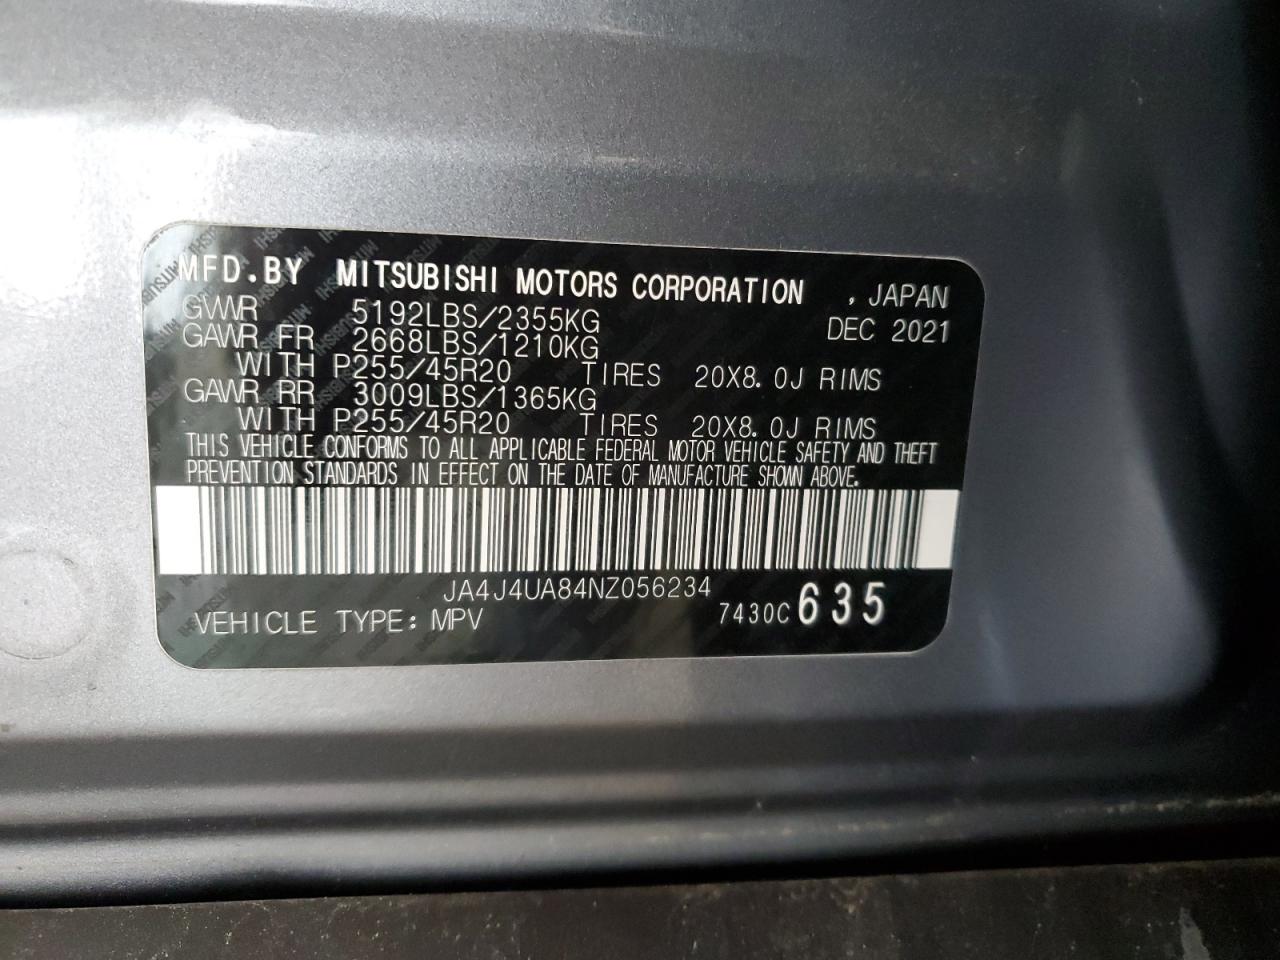 MFD.BY MITSUBISHI MOTORS CORPORATION , JAPAN
GVWR 5192LBS/2355KG DEC 2021
GAWR FR 2668LBS/1210KG
WITH P255/45R20 TIRES 20X8.0J RIMS
GAWR RR 3009LBS/1365KG
WITH P255/45R20 TIRES 20X8.0J RIMS
THIS VEHICLE CONFORMS TO ALL APPLICABLE FEDERAL MOTOR VEHICLE SAFETY AND THEFT
PREVENTION STANDARDS IN EFFECT ON THE DATE OF MANUFACTURE SHOWN ABOVE.
JA4J4UA84NZ056234
VEHICLE TYPE: MPV 7430C 635